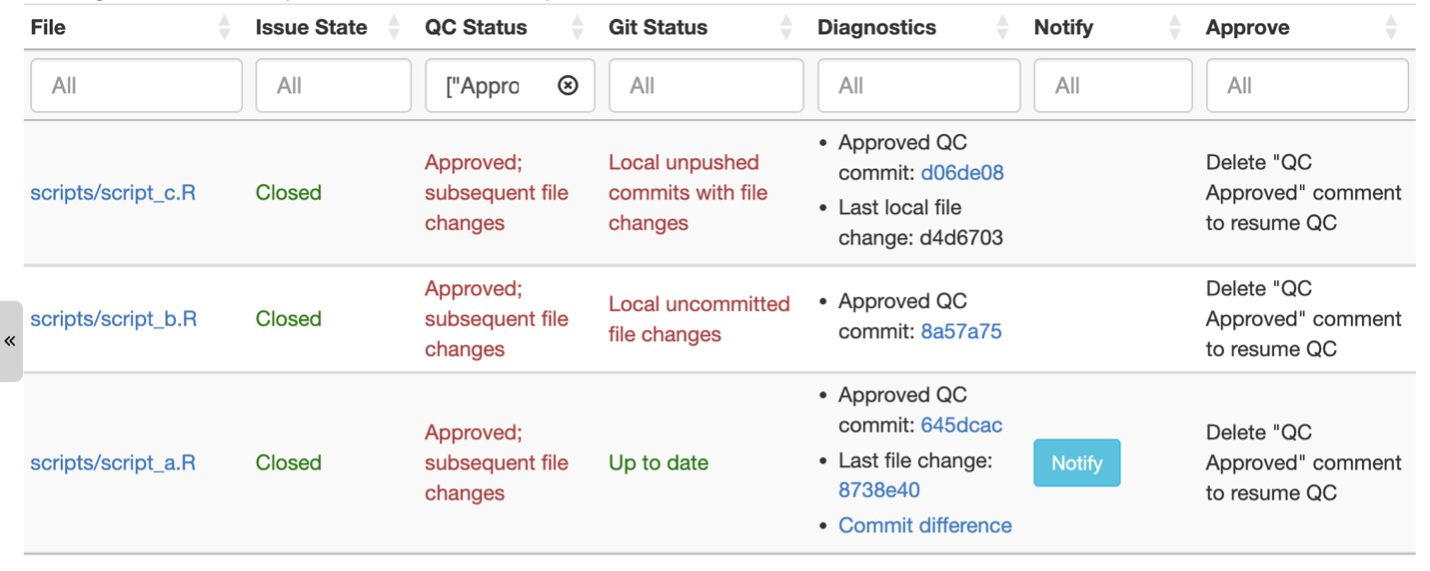 File Issue State QC Status Git Status Diagnostics Notify Approve
All All ["Appro All All All All
scripts/script_c.R
Closed
Approved;
subsequent file
changes
Local unpushed
commits with file
changes
• Approved QC
commit: d06de08
• Last local file
change: d4d6703
Delete "QC
Approved" comment
to resume QC
scripts/script_b.R
Closed
Approved;
subsequent file
changes
Local uncommitted
file changes
• Approved QC
commit: 8a57a75
Delete "QC
Approved" comment
to resume QC
«
scripts/script_a.R
Closed
Approved;
subsequent file
changes
Up to date
• Approved QC
commit: 645dcac
• Last file change:
8738e40
• Commit difference
Notify
Delete "QC
Approved" comment
to resume QC